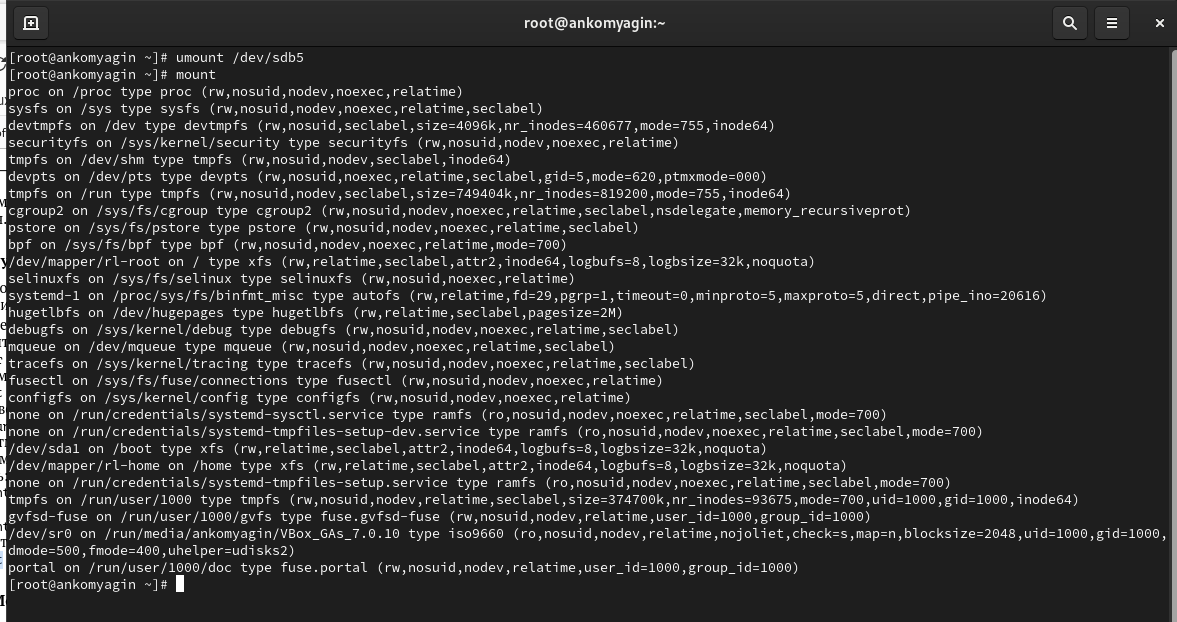 root@ankomyagin:~
[root@ankomyagin ~]# umount /dev/sdb5
[root@ankomyagin ~]# mount
proc on /proc type proc (rw,nosuid,nodev,noexec,relatime)
sysfs on /sys type sysfs (rw,nosuid,nodev,noexec,relatime,seclabel)
devtmpfs on /dev type devtmpfs (rw,nosuid,seclabel,size=4096k,nr_inodes=460677,mode=755,inode64)
securityfs on /sys/kernel/security type securityfs (rw,nosuid,nodev,noexec,relatime)
tmpfs on /dev/shm type tmpfs (rw,nosuid,nodev,seclabel,inode64)
devpts on /dev/pts type devpts (rw,nosuid,noexec,relatime,seclabel,gid=5,mode=620,ptmxmode=000)
tmpfs on /run type tmpfs (rw,nosuid,nodev,seclabel,size=749404k,nr_inodes=819200,mode=755,inode64)
cgroup2 on /sys/fs/cgroup type cgroup2 (rw,nosuid,nodev,noexec,relatime,seclabel,nsdelegate,memory_recursiveprot)
pstore on /sys/fs/pstore type pstore (rw,nosuid,nodev,noexec,relatime,seclabel)
bpf on /sys/fs/bpf type bpf (rw,nosuid,nodev,noexec,relatime,mode=700)
/dev/mapper/rl-root on / type xfs (rw,relatime,seclabel,attr2,inode64,logbufs=8,logbsize=32k,noquota)
selinuxfs on /sys/fs/selinux type selinuxfs (rw,nosuid,noexec,relatime)
systemd-1 on /proc/sys/fs/binfmt_misc type autofs (rw,relatime,fd=29,pgrp=1,timeout=0,minproto=5,maxproto=5,direct,pipe_ino=20616)
hugetlbfs on /dev/hugepages type hugetlbfs (rw,relatime,seclabel,pagesize=2M)
debugfs on /sys/kernel/debug type debugfs (rw,nosuid,nodev,noexec,relatime,seclabel)
mqueue on /dev/mqueue type mqueue (rw,nosuid,nodev,noexec,relatime,seclabel)
tracefs on /sys/kernel/tracing type tracefs (rw,nosuid,nodev,noexec,relatime,seclabel)
fusectl on /sys/fs/fuse/connections type fusectl (rw,nosuid,nodev,noexec,relatime)
configfs on /sys/kernel/config type configfs (rw,nosuid,nodev,noexec,relatime)
none on /run/credentials/systemd-sysctl.service type ramfs (ro,nosuid,nodev,noexec,relatime,seclabel,mode=700)
none on /run/credentials/systemd-tmpfiles-setup-dev.service type ramfs (ro,nosuid,nodev,noexec,relatime,seclabel,mode=700)
/dev/sda1 on /boot type xfs (rw,relatime,seclabel,attr2,inode64,logbufs=8,logbsize=32k,noquota)
/dev/mapper/rl-home on /home type xfs (rw,relatime,seclabel,attr2,inode64,logbufs=8,logbsize=32k,noquota)
none on /run/credentials/systemd-tmpfiles-setup.service type ramfs (ro,nosuid,nodev,noexec,relatime,seclabel,mode=700)
tmpfs on /run/user/1000 type tmpfs (rw,nosuid,nodev,relatime,seclabel,size=374700k,nr_inodes=93675,mode=700,uid=1000,gid=1000,inode64)
gvfsd-fuse on /run/user/1000/gvfs type fuse.gvfsd-fuse (rw,nosuid,nodev,relatime,user_id=1000,group_id=1000)
/dev/sr0 on /run/media/ankomyagin/VBox_GAs_7.0.10 type iso9660 (ro,nosuid,nodev,relatime,nojoliet,check=s,map=n,blocksize=2048,uid=1000,gid=1000,
dmode=500,fmode=400,uhelper=udisks2)
portal on /run/user/1000/doc type fuse.portal (rw,nosuid,nodev,relatime,user_id=1000,group_id=1000)
[root@ankomyagin ~]#